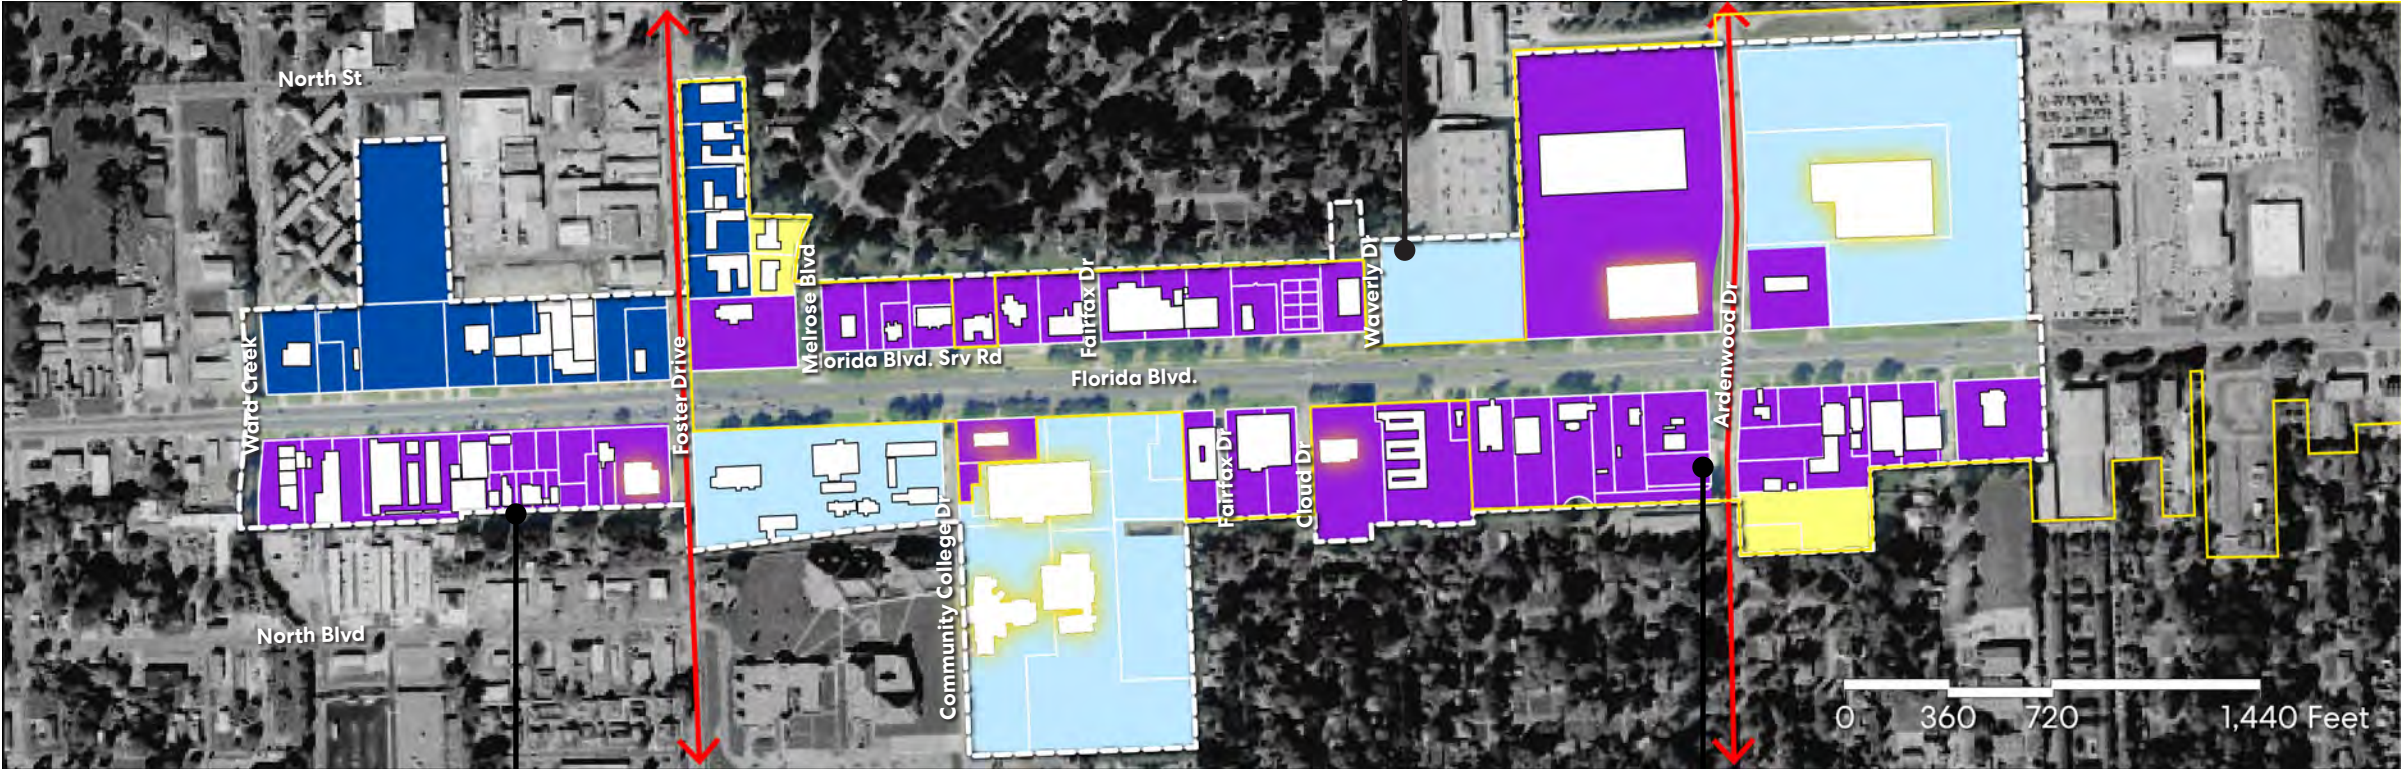 North St
Ward Creek
Foster Drive
Melrose Blvd
lorida Blvd. Srv Rd
Fairfax Dr
Florida Blvd.
Waverly Dr
Ardenwood Dr
Community College Dr
Fairfax Dr
Cloud Dr
North Blvd
0 360 720 1,440 Feet